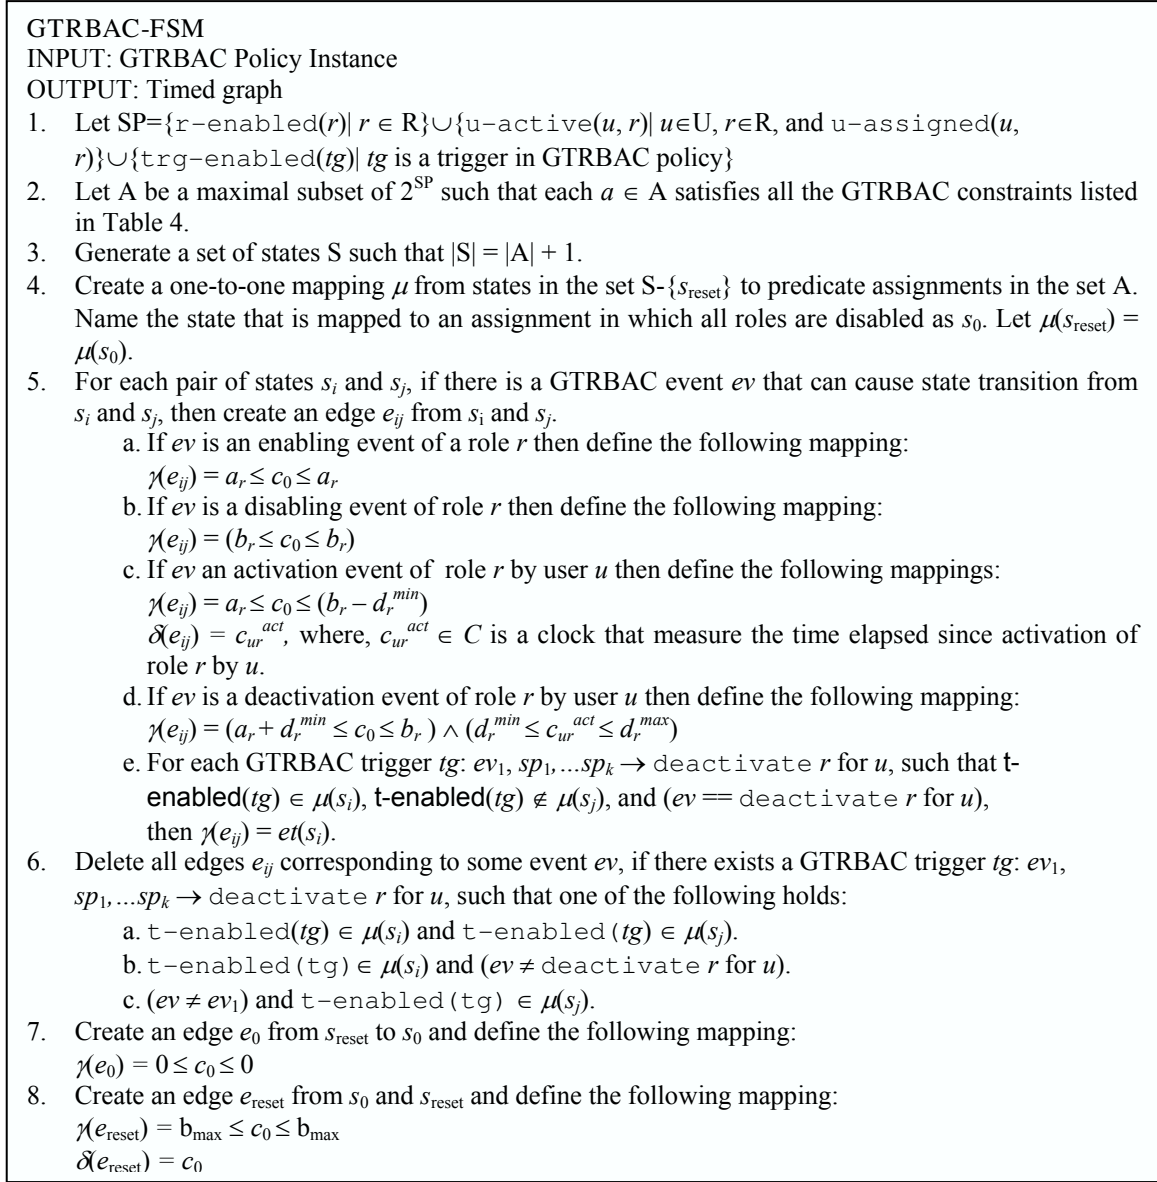 GTRBAC-FSM
INPUT: GTRBAC Policy Instance
OUTPUT: Timed graph
1. Let SP={r-enabled(r)| r ∈ R}∪{u-active(u, r)| u∈U, r∈R, and u-assigned(u,
r)}∪{trg-enabled(tg)| tg is a trigger in GTRBAC policy}
2. Let A be a maximal subset of 2^SP such that each a ∈ A satisfies all the GTRBAC constraints listed
in Table 4.
3. Generate a set of states S such that |S| = |A| + 1.
4. Create a one-to-one mapping μ from states in the set S-{s_reset} to predicate assignments in the set A.
Name the state that is mapped to an assignment in which all roles are disabled as s_0. Let μ(s_reset) =
μ(s_0).
5. For each pair of states s_i and s_j, if there is a GTRBAC event ev that can cause state transition from
s_i and s_j, then create an edge e_ij from s_i and s_j.
a. If ev is an enabling event of a role r then define the following mapping:
γ(e_ij) = a_r ≤ c_0 ≤ a_r
b. If ev is a disabling event of role r then define the following mapping:
γ(e_ij) = (b_r ≤ c_0 ≤ b_r)
c. If ev an activation event of role r by user u then define the following mappings:
γ(e_ij) = a_r ≤ c_0 ≤ (b_r – d_r^min)
δ(e_ij) = c_ur^act, where, c_ur^act ∈ C is a clock that measure the time elapsed since activation of
role r by u.
d. If ev is a deactivation event of role r by user u then define the following mapping:
γ(e_ij) = (a_r + d_r^min ≤ c_0 ≤ b_r ) ∧ (d_r^min ≤ c_ur^act ≤ d_r^max)
e. For each GTRBAC trigger tg: ev_1, sp_1,...sp_k → deactivate r for u, such that t-
enabled(tg) ∈ μ(s_i), t-enabled(tg) ∉ μ(s_j), and (ev == deactivate r for u),
then γ(e_ij) = et(s_i).
6. Delete all edges e_ij corresponding to some event ev, if there exists a GTRBAC trigger tg: ev_1,
sp_1,...sp_k → deactivate r for u, such that one of the following holds:
a. t-enabled(tg) ∈ μ(s_i) and t-enabled(tg) ∈ μ(s_j).
b. t-enabled(tg) ∈ μ(s_i) and (ev ≠ deactivate r for u).
c. (ev ≠ ev_1) and t-enabled(tg) ∈ μ(s_j).
7. Create an edge e_0 from s_reset to s_0 and define the following mapping:
γ(e_0) = 0 ≤ c_0 ≤ 0
8. Create an edge e_reset from s_0 and s_reset and define the following mapping:
γ(e_reset) = b_max ≤ c_0 ≤ b_max
δ(e_reset) = c_0